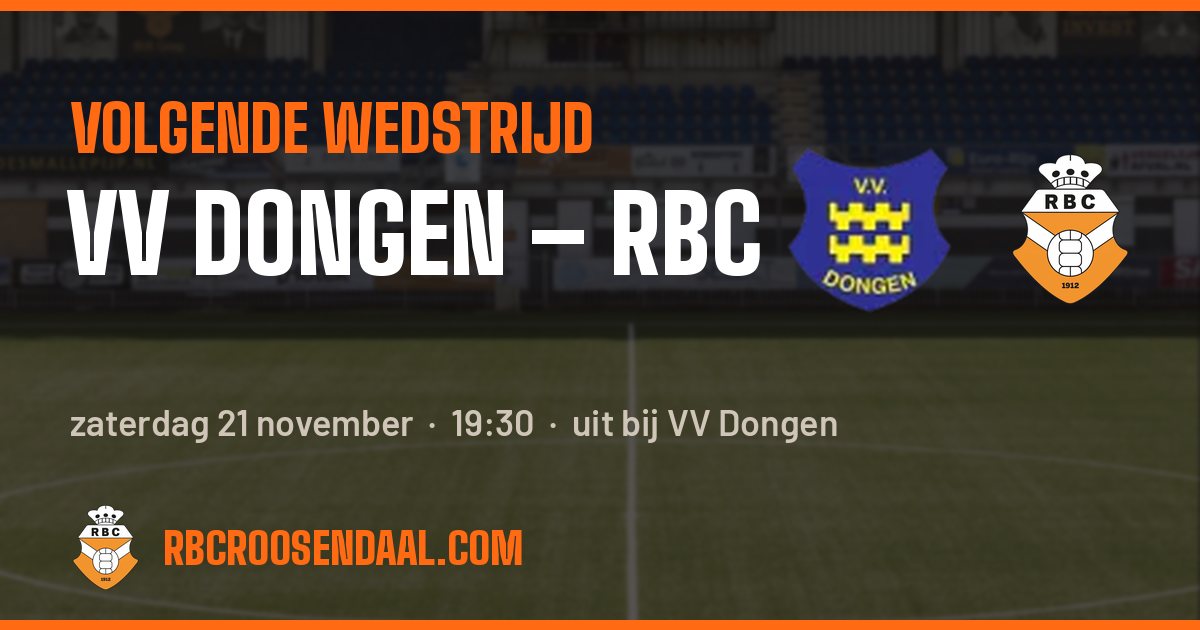 VOLGENDE WEDSTRIJD
VV DONGEN – RBC
V.V.
DONGEN
RBC
1912
zaterdag 21 november · 19:30 · uit bij VV Dongen
RBC
1912
RBCROOSENDAAL.COM